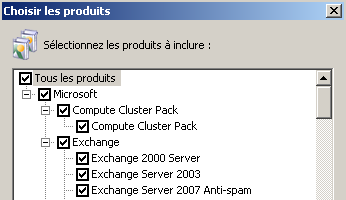 Choisir les produits
Sélectionnez les produits à inclure :
Tous les produits
Microsoft
Compute Cluster Pack
Compute Cluster Pack
Exchange
Exchange 2000 Server
Exchange Server 2003
Exchange Server 2007 Anti-spam